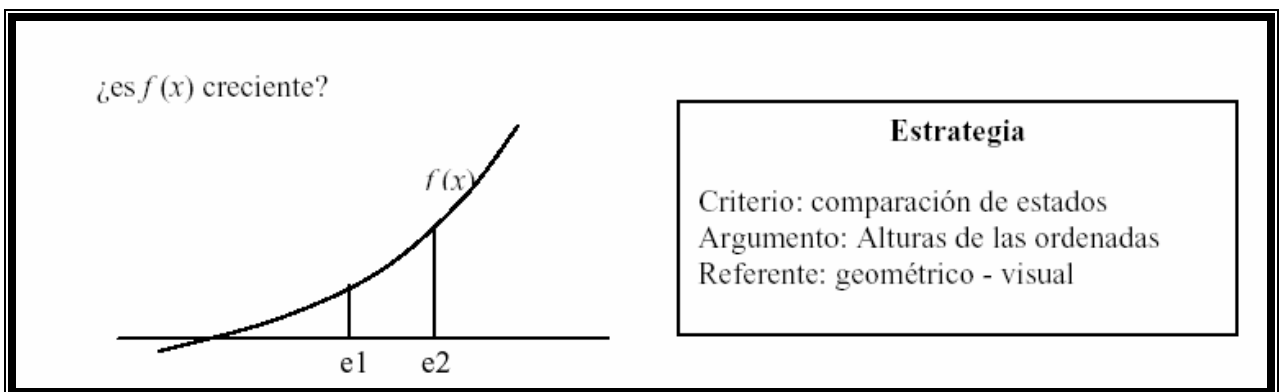 ¿es f (x) creciente?
f (x)
e1
e2
Estrategia
Criterio: comparación de estados
Argumento: Alturas de las ordenadas
Referente: geométrico - visual